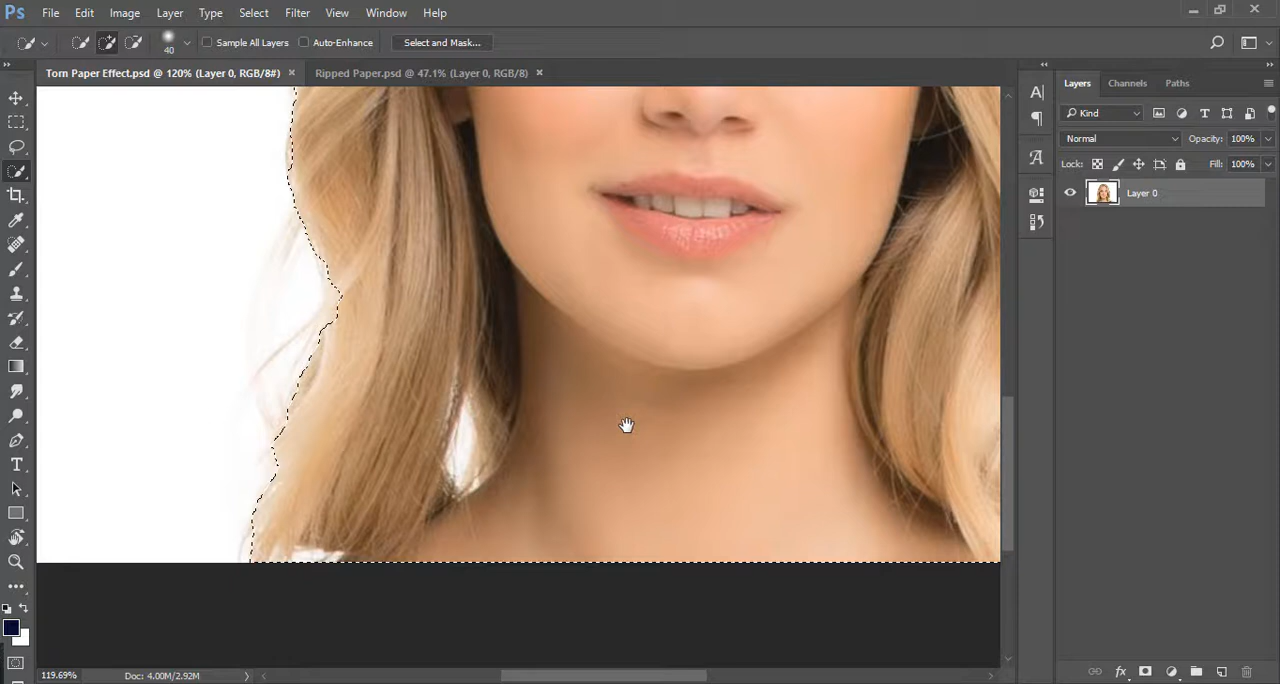 Ps File Edit Image Layer Type Select Filter View Window Help
40 Sample All Layers Auto-Enhance Select and Mask...
Torn Paper Effect.psd @ 120% (Layer 0, RGB/8#) × Ripped Paper.psd @ 47.1% (Layer 0, RGB/8) ×
Layers Channels Paths
Kind
Normal Opacity: 100%
Lock: Fill: 100%
Layer 0
119.69% Doc: 4.00M/2.92M